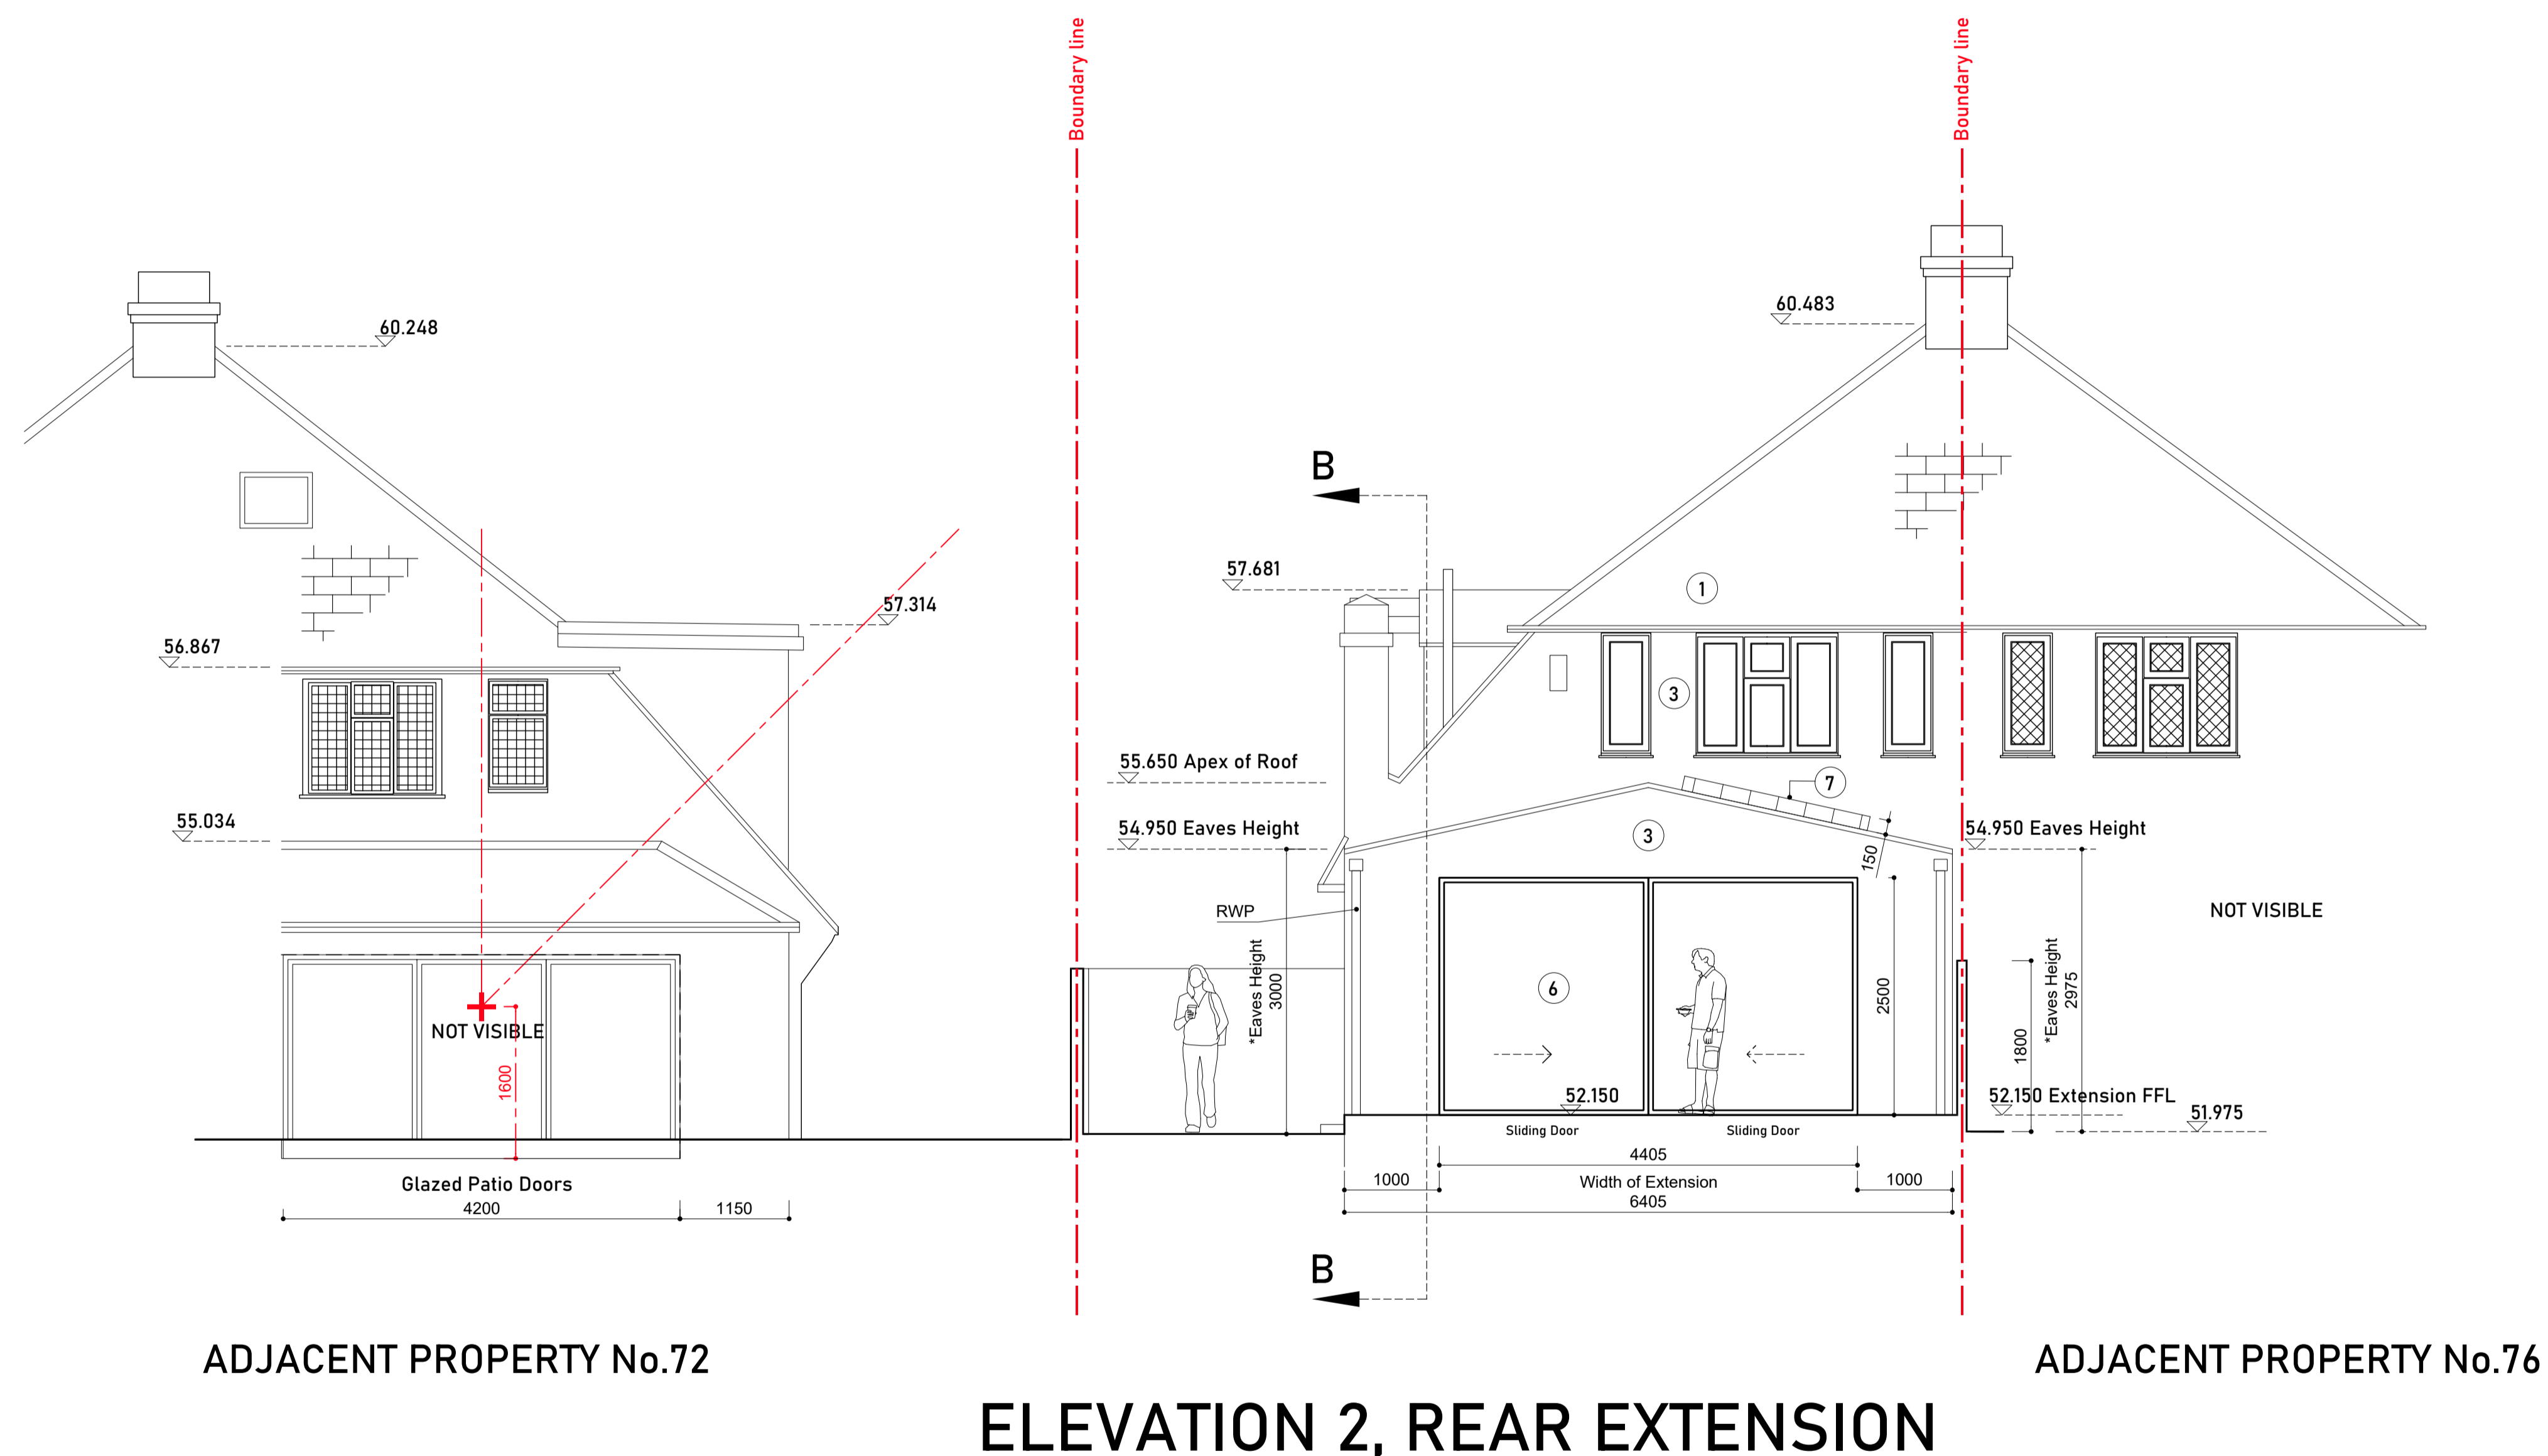 Boundary line
Boundary line
60.483
60.248
B
57.681
1
57.314
56.867
3
55.650 Apex of Roof
7
55.034
54.950 Eaves Height
3
54.950 Eaves Height
150
RWP
NOT VISIBLE
*Eaves Height
3000
6
2500
1800
*Eaves Height
2975
NOT VISIBLE
1600
52.150
52.150 Extension FFL
51.975
Sliding Door
Sliding Door
4405
Glazed Patio Doors
1000
Width of Extension
1000
4200
1150
6405
B
ADJACENT PROPERTY No.72
ADJACENT PROPERTY No.76
ELEVATION 2, REAR EXTENSION